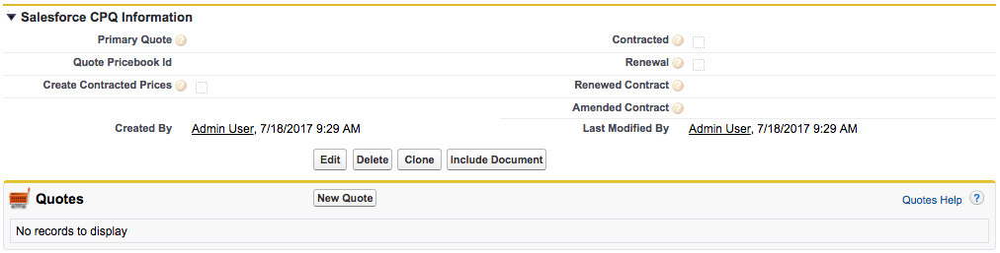 Salesforce CPQ Information
Primary Quote ? Contracted ?
Quote Pricebook Id Renewal ?
Create Contracted Prices ? Renewed Contract ?
Amended Contract ?
Created By Admin User, 7/18/2017 9:29 AM Last Modified By Admin User, 7/18/2017 9:29 AM
Edit Delete Clone Include Document
Quotes New Quote Quotes Help ?
No records to display